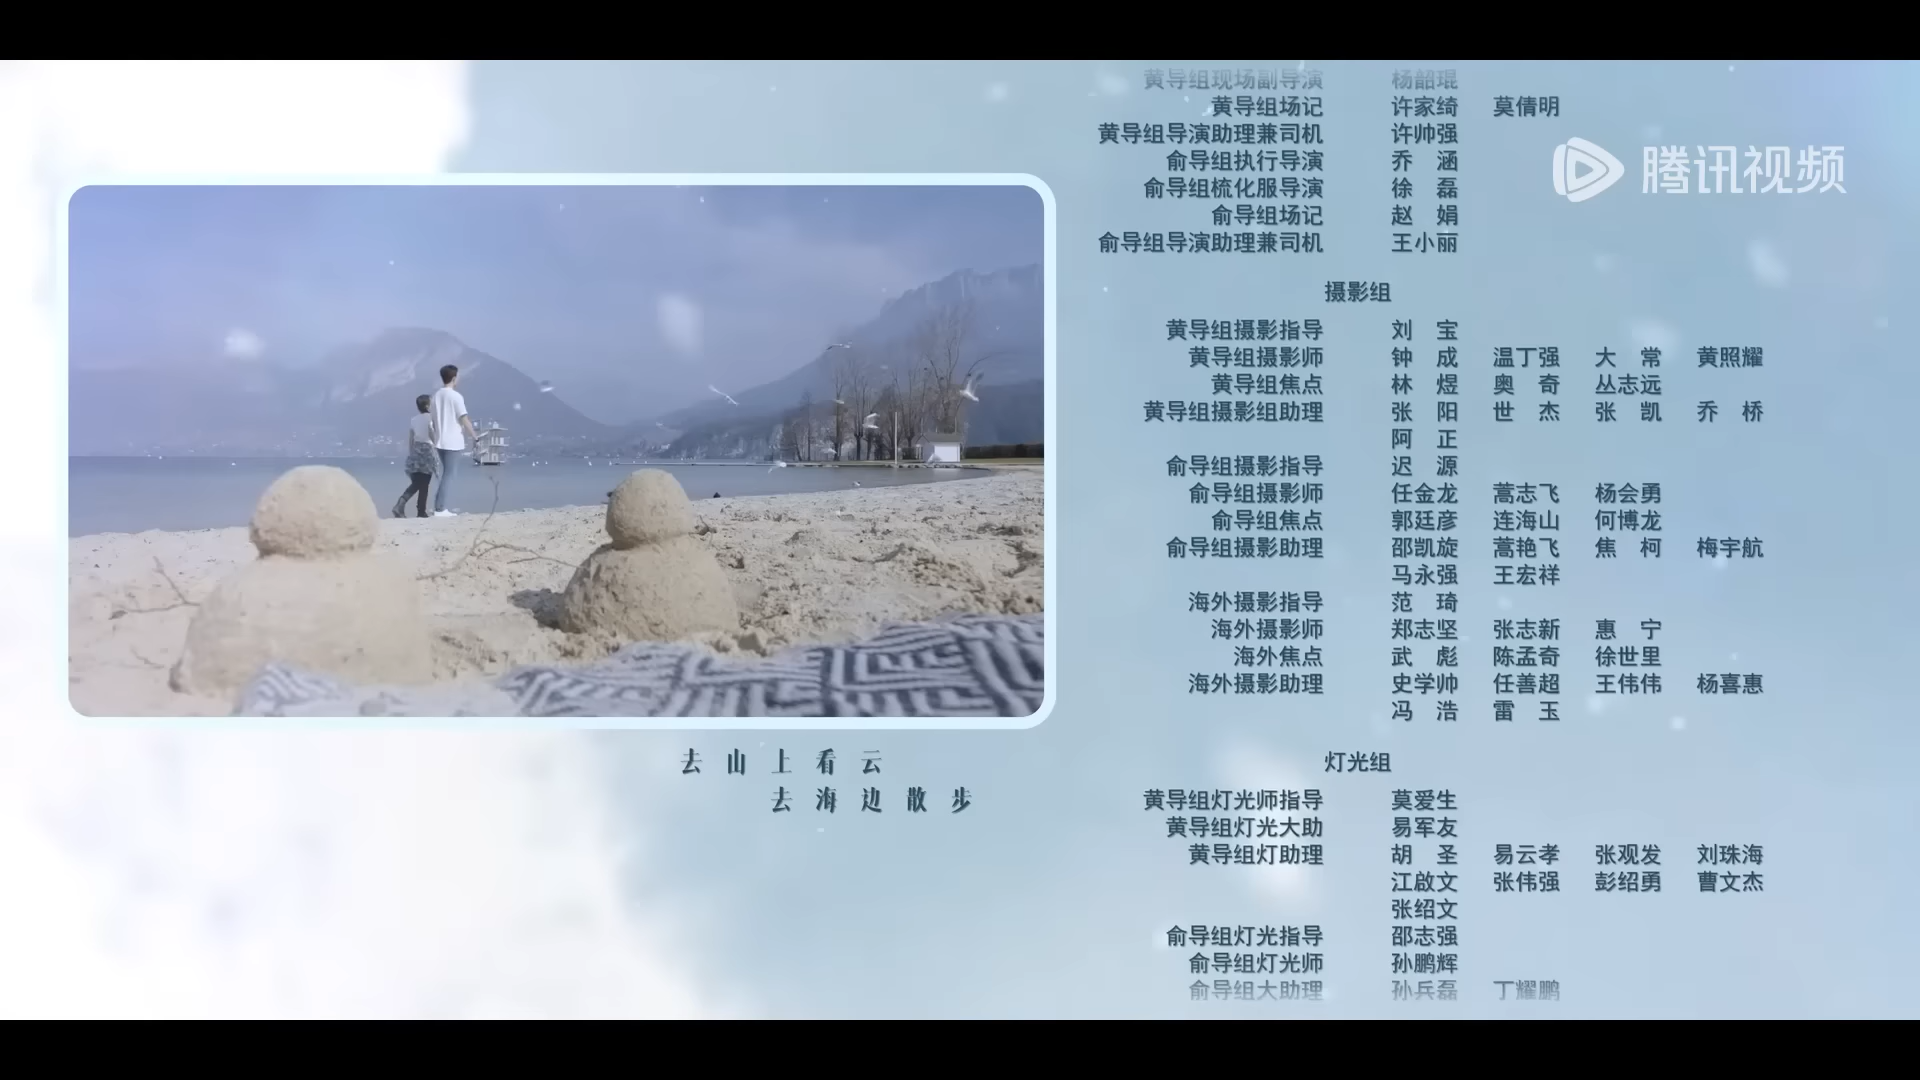 黄导组现场副导演 杨韶琨
黄导组场记 许家绮 莫倩明
黄导组导演助理兼司机 许帅强
俞导组执行导演 乔 涵
俞导组梳化服导演 徐 磊
俞导组场记 赵 娟
俞导组导演助理兼司机 王小丽
腾讯视频
摄影组
黄导组摄影指导 刘 宝
黄导组摄影师 钟 成 温丁强 大 常 黄照耀
黄导组焦点 林 煜 奥 奇 丛志远
黄导组摄影组助理 张 阳 世 杰 张 凯 乔 桥
阿 正
俞导组摄影指导 迟 源
俞导组摄影师 任金龙 蒿志飞 杨会勇
俞导组焦点 郭廷彦 连海山 何博龙
俞导组摄影助理 邵凯旋 蒿艳飞 焦 柯 梅宇航
马永强 王宏祥
海外摄影指导 范 琦
海外摄影师 郑志坚 张志新 惠 宁
海外焦点 武 彪 陈孟奇 徐世里
海外摄影助理 史学帅 任善超 王伟伟 杨喜惠
冯 浩 雷 玉
灯光组
黄导组灯光师指导 莫爱生
黄导组灯光大助 易军友
黄导组灯助理 胡 圣 易云孝 张观发 刘珠海
江啟文 张伟强 彭绍勇 曹文杰
张绍文
俞导组灯光指导 邵志强
俞导组灯光师 孙鹏辉
俞导组大助理 孙兵磊 丁耀鹏
去山上看云
去海边散步